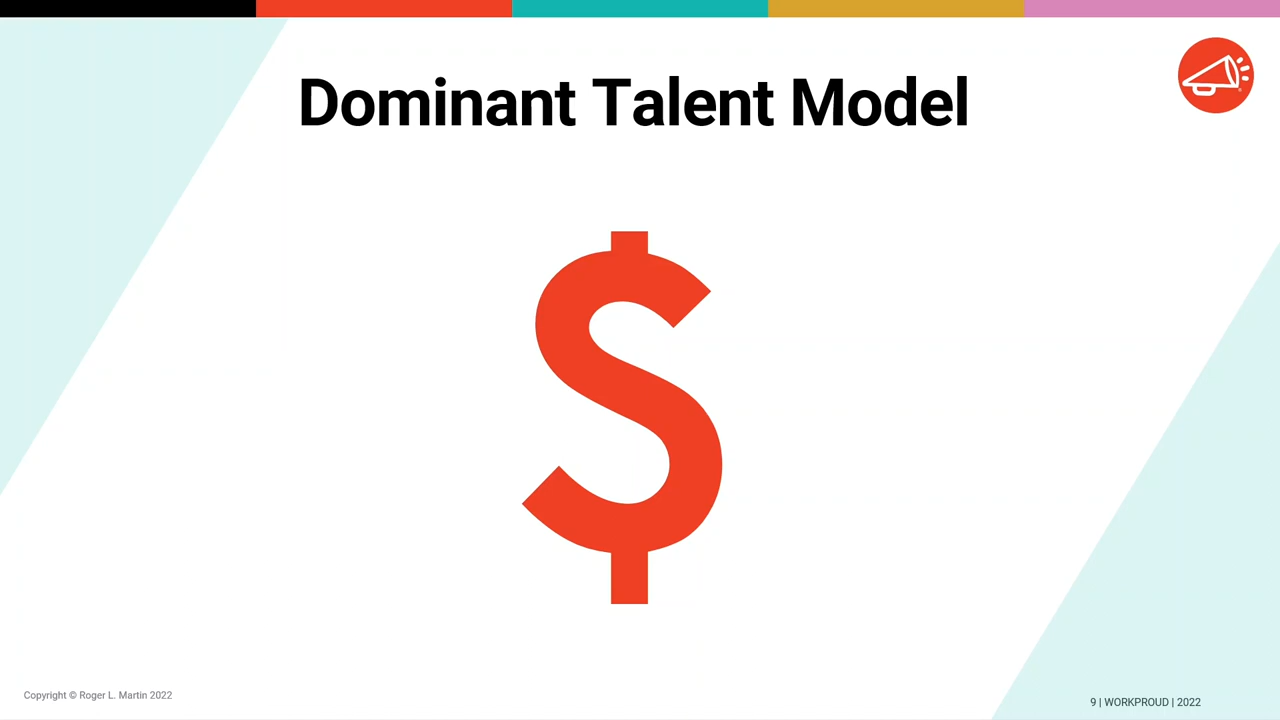 Dominant Talent Model
$
Copyright © Roger L. Martin 2022
9 | WORKPROUD | 2022